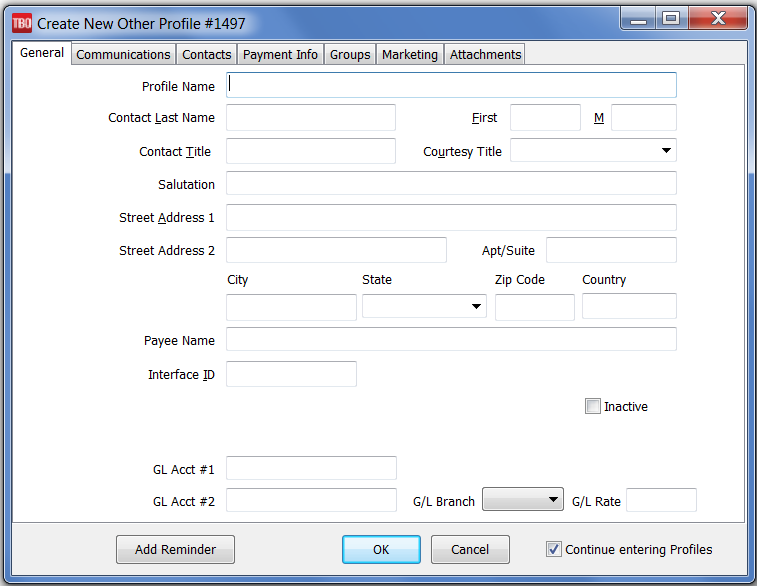 TBO Create New Other Profile #1497
General Communications Contacts Payment Info Groups Marketing Attachments
Profile Name
Contact Last Name First M
Contact Title Courtesy Title
Salutation
Street Address 1
Street Address 2 Apt/Suite
City State Zip Code Country
Payee Name
Interface ID
Inactive
GL Acct #1
GL Acct #2 G/L Branch G/L Rate
Add Reminder OK Cancel Continue entering Profiles